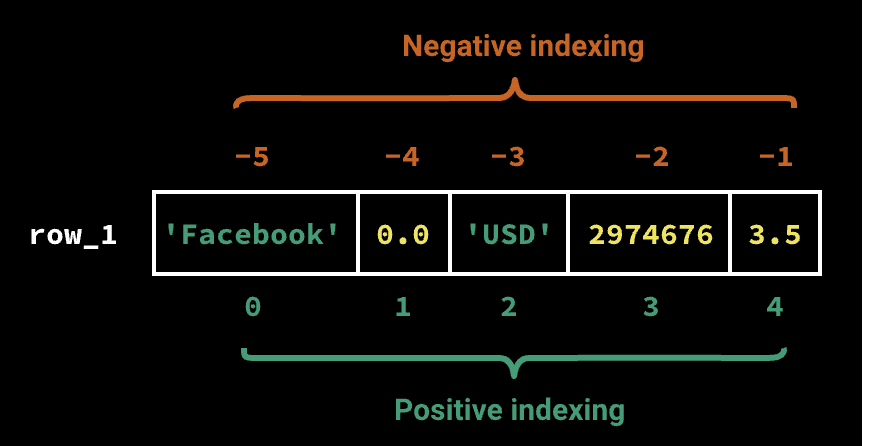 Negative indexing
−5 −4 −3 −2 −1
row_1 'Facebook' 0.0 'USD' 2974676 3.5
0 1 2 3 4
Positive indexing